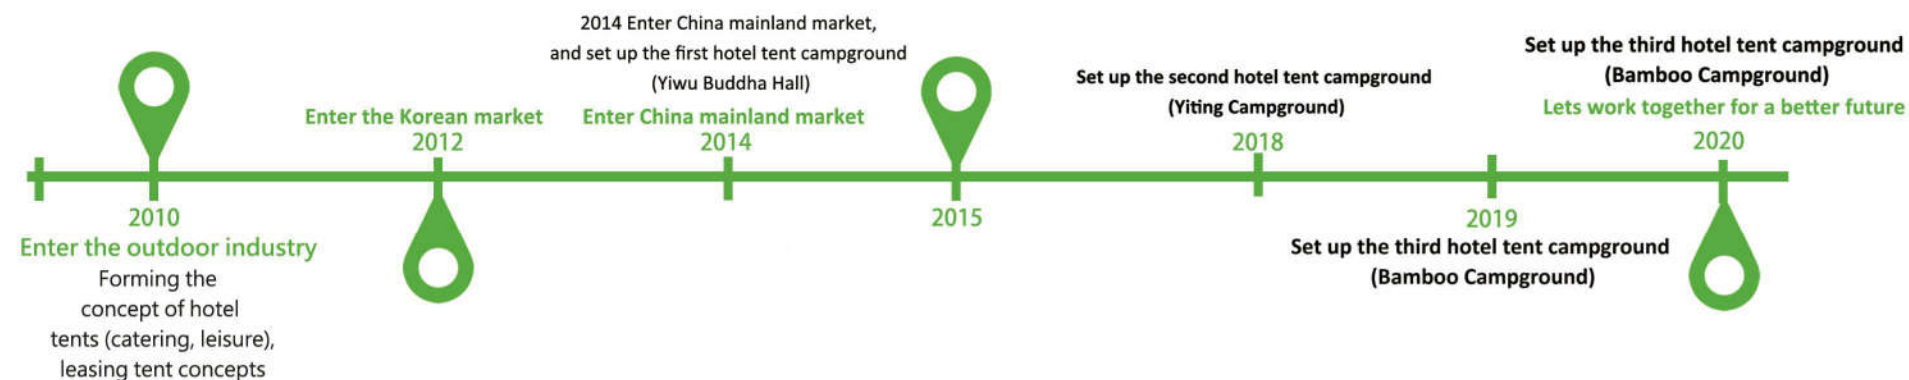 2010
Enter the outdoor industry
Forming the
concept of hotel
tents (catering, leisure),
leasing tent concepts
Enter the Korean market
2012
2014 Enter China mainland market,
and set up the first hotel tent campground
(Yiwu Buddha Hall)
Enter China mainland market
2014
2015
Set up the second hotel tent campground
(Yiting Campground)
2018
2019
Set up the third hotel tent campground
(Bamboo Campground)
Set up the third hotel tent campground
(Bamboo Campground)
Lets work together for a better future
2020